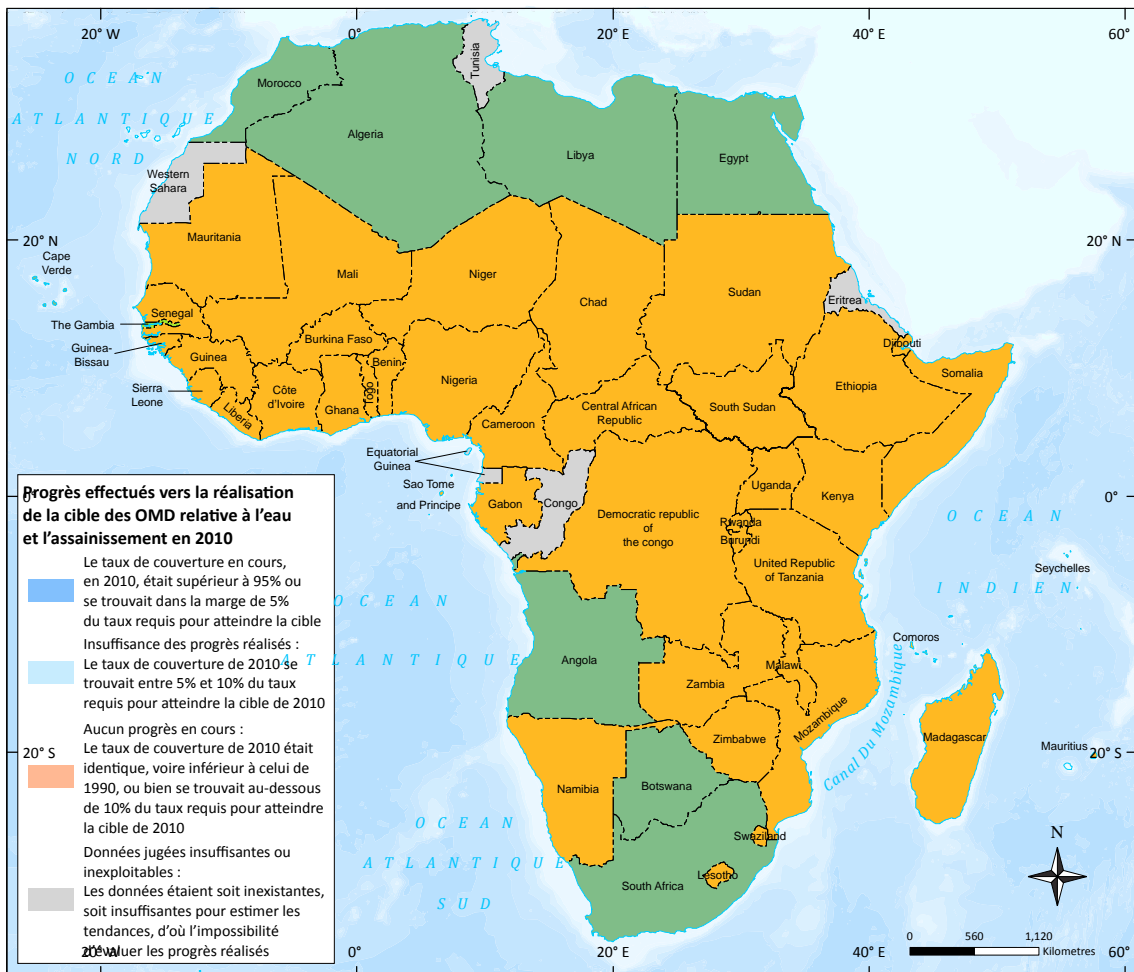 20° W
0°
20° E
40° E
60° E
OCEAN
ATLANTIQUE
NORD
Morocco
Tunisia
Algeria
Libya
Egypt
Western
Sahara
20° N
20° N
Cape
Verde
Mauritania
Mali
Niger
Chad
Sudan
Eritrea
Senegal
The Gambia
Guinea-
Bissau
Guinea
Burkina Faso
Benin
Djibouti
Somalia
Sierra
Leone
Liberia
Côte
d'Ivoire
Ghana
Togo
Nigeria
Central African
Republic
South Sudan
Ethiopia
Cameroon
Equatorial
Guinea
Sao Tome
and Principe
Gabon
Congo
Democratic republic
of
the congo
Uganda
Kenya
Rwanda
Burundi
United Republic
of Tanzania
0°
0°
OCEAN
INDIEN
Seychelles
Comoros
OCEAN
ATLANTIQUE
Angola
Zambia
Malawi
Mozambique
Canal Du Mozambique
Zimbabwe
Madagascar
Mauritius
20° S
20° S
Namibia
Botswana
Swaziland
Lesotho
South Africa
OCEAN
ATLANTIQUE
SUD
Progrès effectués vers la réalisation
de la cible des OMD relative à l'eau
et l'assainissement en 2010
Le taux de couverture en cours,
en 2010, était supérieur à 95% ou
se trouvait dans la marge de 5%
du taux requis pour atteindre la cible
Insuffisance des progrès réalisés :
Le taux de couverture de 2010 se
trouvait entre 5% et 10% du taux
requis pour atteindre la cible de 2010
Aucun progrès en cours :
Le taux de couverture de 2010 était
identique, voire inférieur à celui de
1990, ou bien se trouvait au-dessous
de 10% du taux requis pour atteindre
la cible de 2010
Données jugées insuffisantes ou
inexploitables :
Les données étaient soit inexistantes,
soit insuffisantes pour estimer les
tendances, d'où l'impossibilité
d'évaluer les progrès réalisés
N
0 560 1,120
Kilometres
20° W
0°
20° E
40° E
60° E